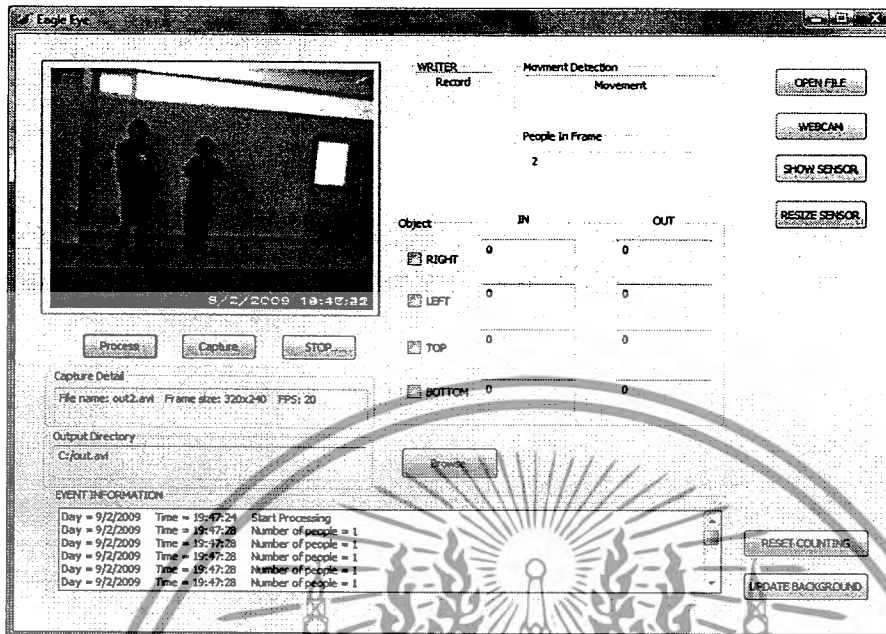 Eagle Eye
WRITER
Record
Movment Detection
Movement
People In Frame
2
OPEN FILE
WEBCAM
SHOW SENSOR
RESIZE SENSOR
9/2/2009
Object IN OUT
RIGHT 0 0
LEFT 0 0
TOP 0 0
BOTTOM 0 0
Process Capture STOP
Capture Detail
File name: out2.avi Frame size: 320x240 FPS: 20
Output Directory
C:/out.avi
Browse
EVENT INFORMATION
Day = 9/2/2009 Time = 19:47:24 Start Processing
Day = 9/2/2009 Time = 19:47:28 Number of people = 1
Day = 9/2/2009 Time = 19:47:28 Number of people = 1
Day = 9/2/2009 Time = 19:47:28 Number of people = 1
Day = 9/2/2009 Time = 19:47:28 Number of people = 1
Day = 9/2/2009 Time = 19:47:28 Number of people = 1
RESET COUNTING
UPDATE BACKGROUND